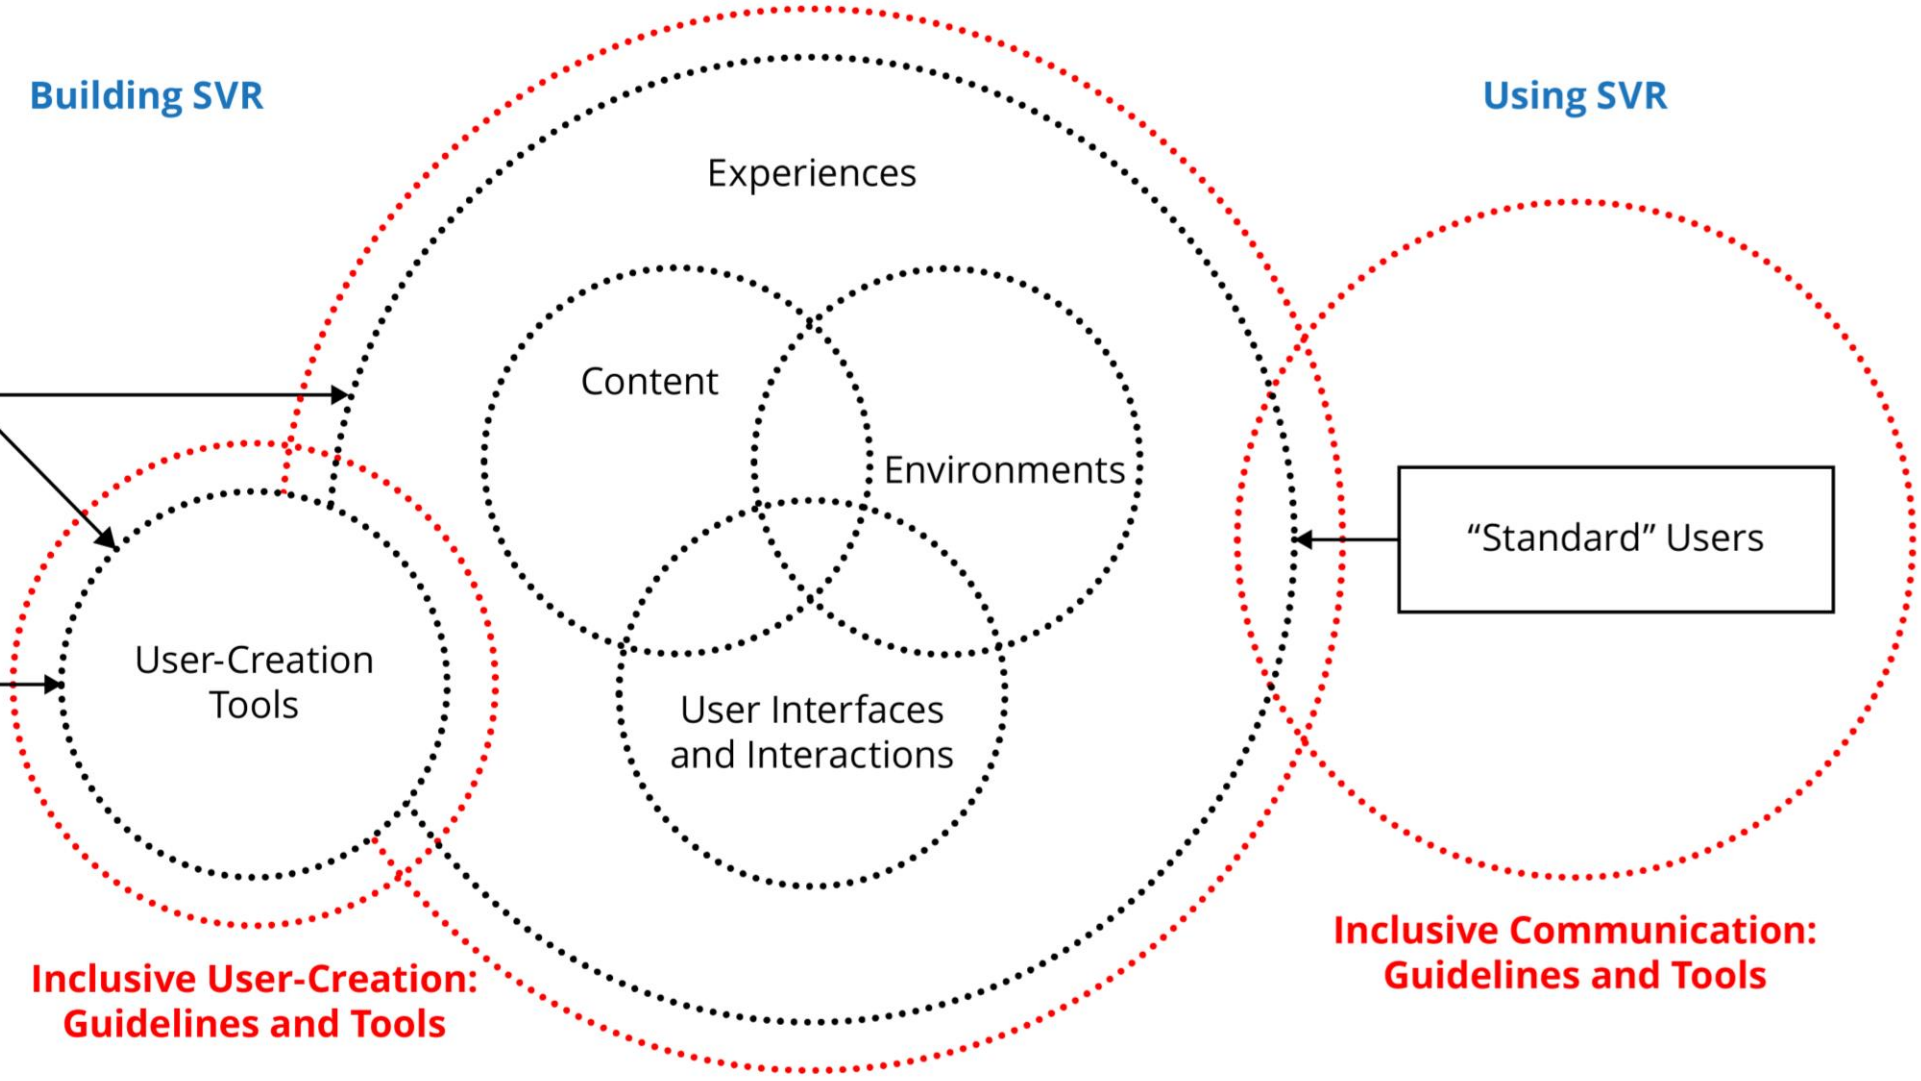 Building SVR
Using SVR
Experiences
Content
Environments
“Standard” Users
User-Creation
Tools
User Interfaces
and Interactions
Inclusive Communication:
Guidelines and Tools
Inclusive User-Creation:
Guidelines and Tools